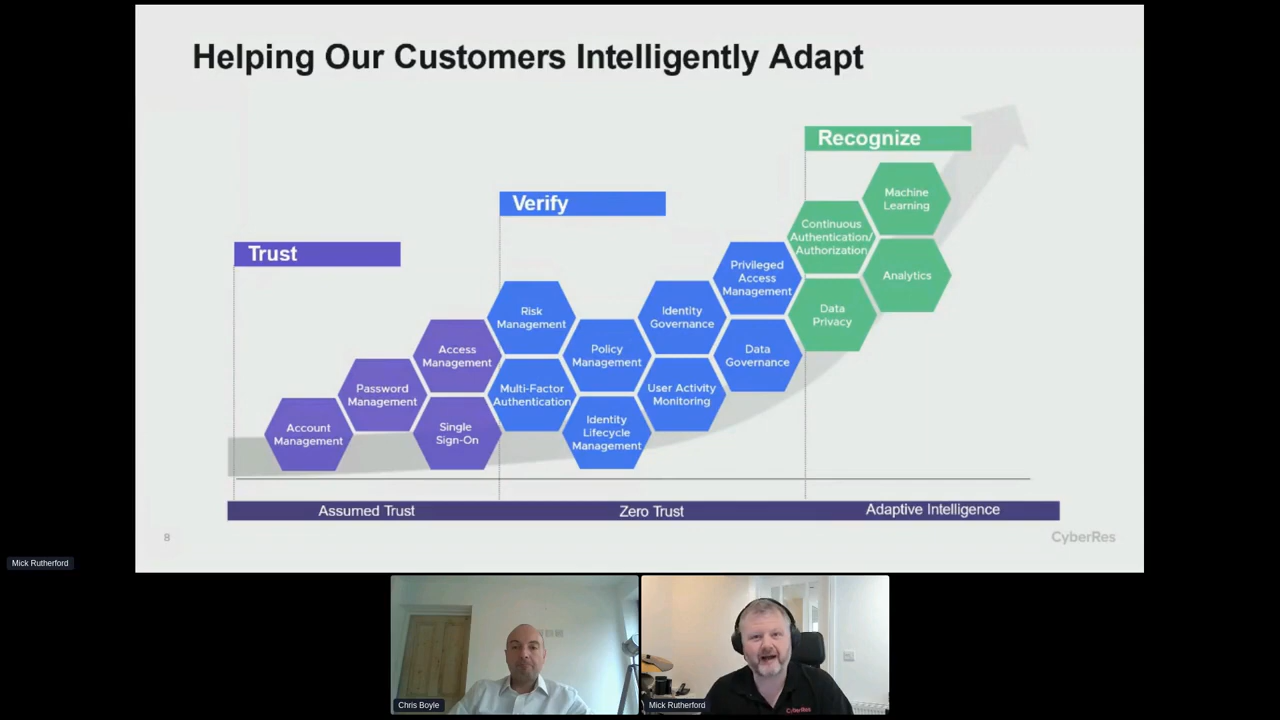 Helping Our Customers Intelligently Adapt
Recognize
Verify
Trust
Machine
Learning
Continuous
Authentication/
Authorization
Analytics
Data
Privacy
Privileged
Access
Management
Data
Governance
Identity
Governance
User Activity
Monitoring
Risk
Management
Policy
Management
Multi-Factor
Authentication
Identity
Lifecycle
Management
Access
Management
Single
Sign-On
Password
Management
Account
Management
Assumed Trust
Zero Trust
Adaptive Intelligence
8
CyberRes
Mick Rutherford
Chris Boyle
Mick Rutherford
CyberRes